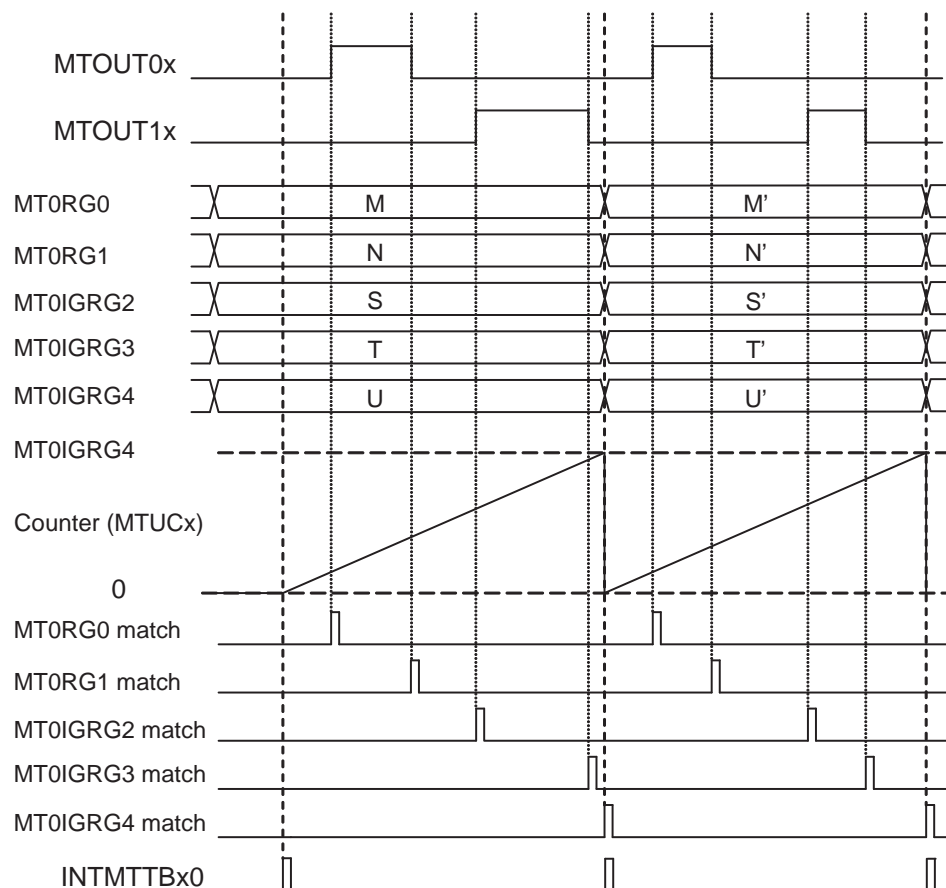 MTOUT0x
MTOUT1x
MT0RG0 M M’
MT0RG1 N N’
MT0IGRG2 S S’
MT0IGRG3 T T’
MT0IGRG4 U U’
MT0IGRG4
Counter (MTUCx)
0
MT0RG0 match
MT0RG1 match
MT0IGRG2 match
MT0IGRG3 match
MT0IGRG4 match
INTMTTBx0